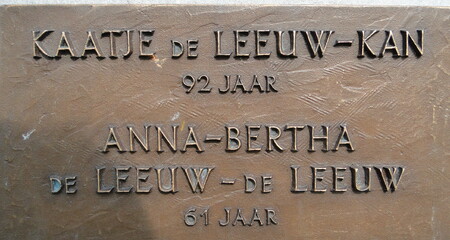 KAATJE DE LEEUW-KAN
92 JAAR
ANNA-BERTHA
DE LEEUW-DE LEEUW
61 JAAR